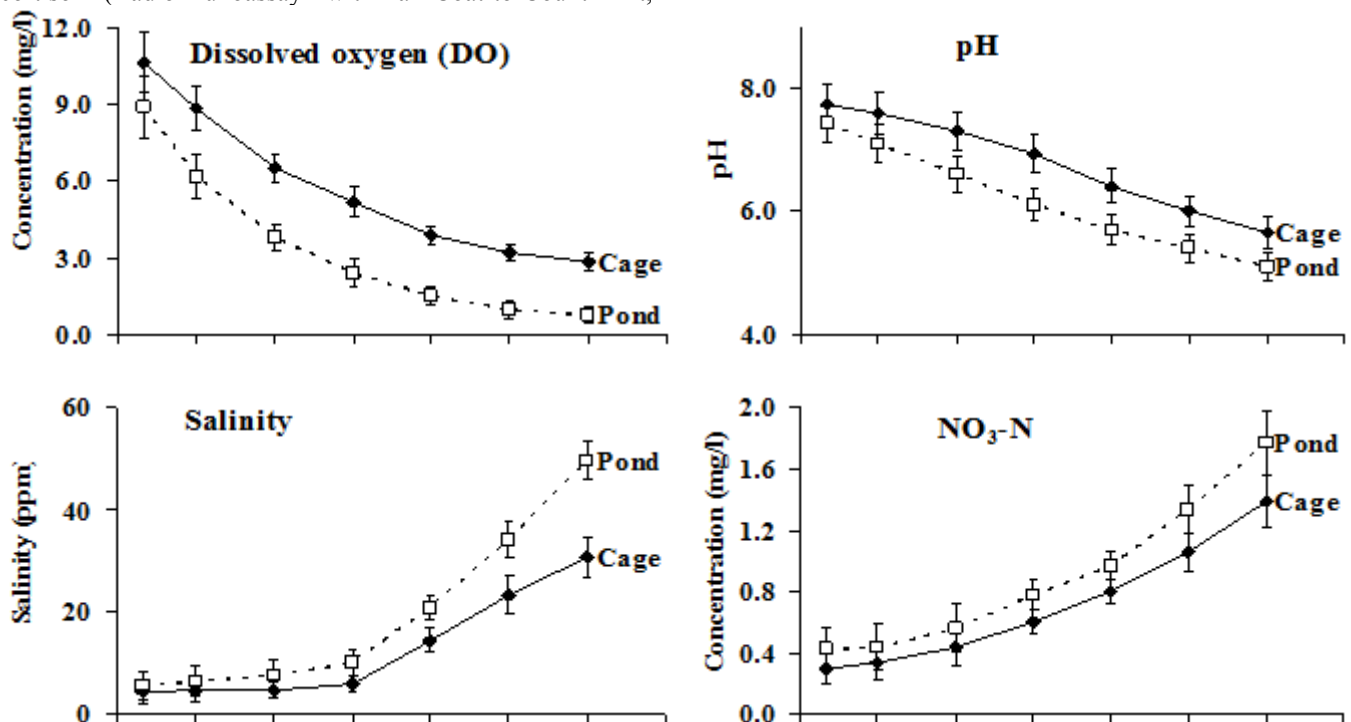 12.0
Dissolved oxygen (DO)
9.0
6.0
3.0
0.0
Concentration (mg/l)
Cage
Pond
pH
8.0
6.0
4.0
pH
Cage
Pond
60
Salinity
40
20
0
Salinity (ppm)
Pond
Cage
2.0
NO₃-N
1.6
1.2
0.8
0.4
0.0
Concentration (mg/l)
Pond
Cage